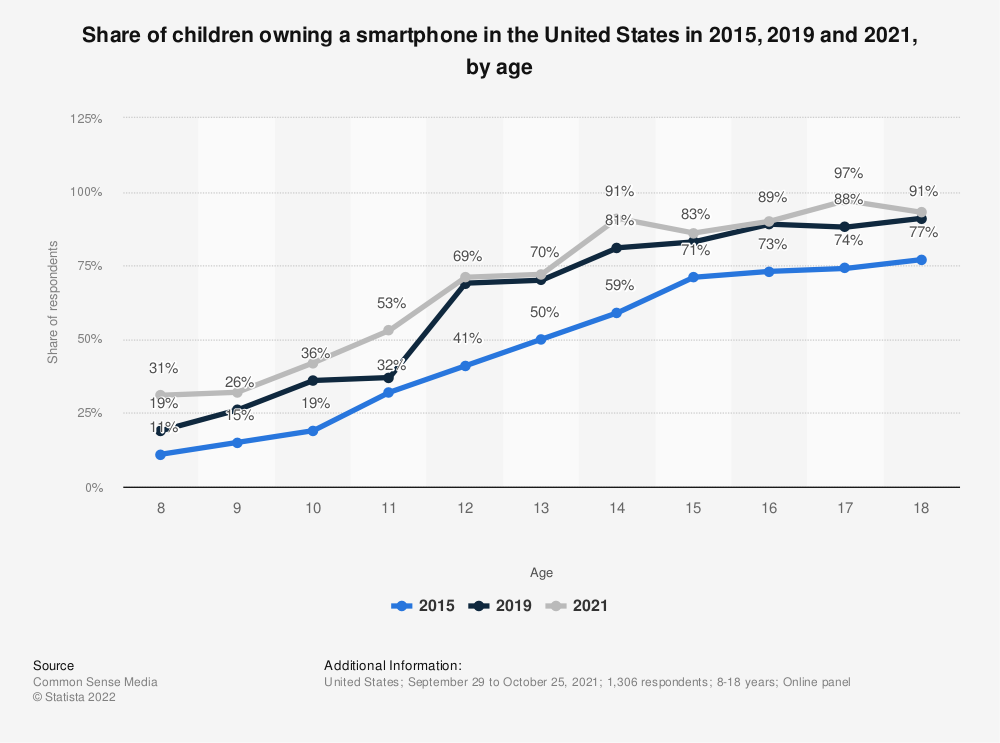 Share of children owning a smartphone in the United States in 2015, 2019 and 2021,
by age
125%
100%
75%
50%
25%
0%
Share of respondents
31%
19%
11%
26%
15%
36%
19%
53%
32%
69%
41%
70%
50%
91%
81%
59%
83%
71%
89%
73%
97%
88%
74%
91%
77%
8 9 10 11 12 13 14 15 16 17 18
Age
2015 2019 2021
Source
Common Sense Media
© Statista 2022
Additional Information:
United States; September 29 to October 25, 2021; 1,306 respondents; 8-18 years; Online panel